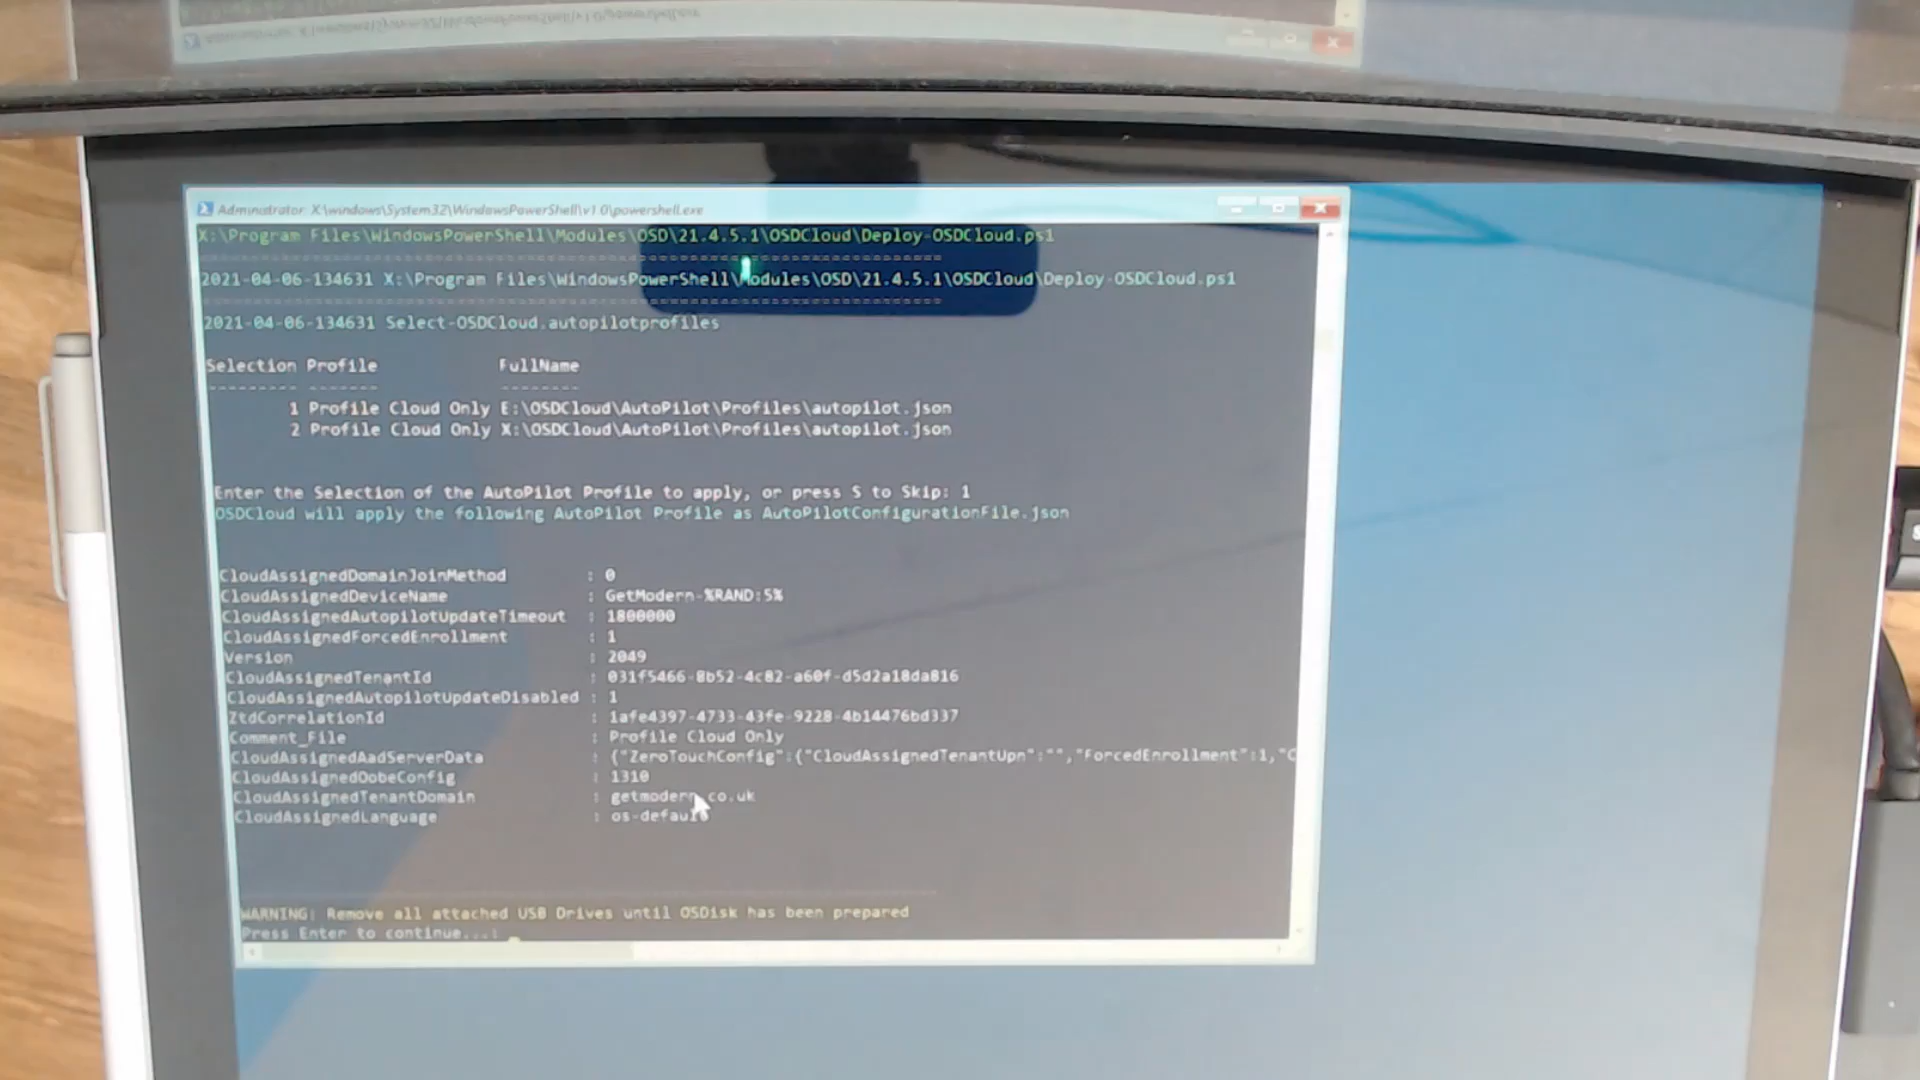 Administrator: X:\windows\System32\WindowsPowerShell\v1.0\powershell.exe
X:\Program Files\WindowsPowerShell\Modules\OSD\21.4.5.1\OSDCloud\Deploy-OSDCloud.ps1
2021-04-06-134631 X:\Program Files\WindowsPowerShell\Modules\OSD\21.4.5.1\OSDCloud\Deploy-OSDCloud.ps1
2021-04-06-134631 Select-OSDCloud.autopilotprofiles
Selection Profile FullName
1 Profile Cloud Only E:\OSDCloud\AutoPilot\Profiles\autopilot.json
2 Profile Cloud Only X:\OSDCloud\AutoPilot\Profiles\autopilot.json
Enter the Selection of the AutoPilot Profile to apply, or press S to Skip: 1
OSDCloud will apply the following AutoPilot Profile as AutoPilotConfigurationFile.json
CloudAssignedDomainJoinMethod : 0
CloudAssignedDeviceName : GetModern-%RAND:5%
CloudAssignedAutopilotUpdateTimeout : 1800000
CloudAssignedForcedEnrollment : 1
Version : 2049
CloudAssignedTenantId : 031f5466-8b52-4c82-a60f-d5d2a18da816
CloudAssignedAutopilotUpdateDisabled : 1
ZtdCorrelationId : 1afe4397-4733-43fe-9228-4b14476bd337
Comment_File : Profile Cloud Only
CloudAssignedAadServerData : {"ZeroTouchConfig":{"CloudAssignedTenantUpn":"","ForcedEnrollment":1,"C
CloudAssignedOobeConfig : 1310
CloudAssignedTenantDomain : getmodern.co.uk
CloudAssignedLanguage : os-default
WARNING: Remove all attached USB Drives until OSDisk has been prepared
Press Enter to continue...: